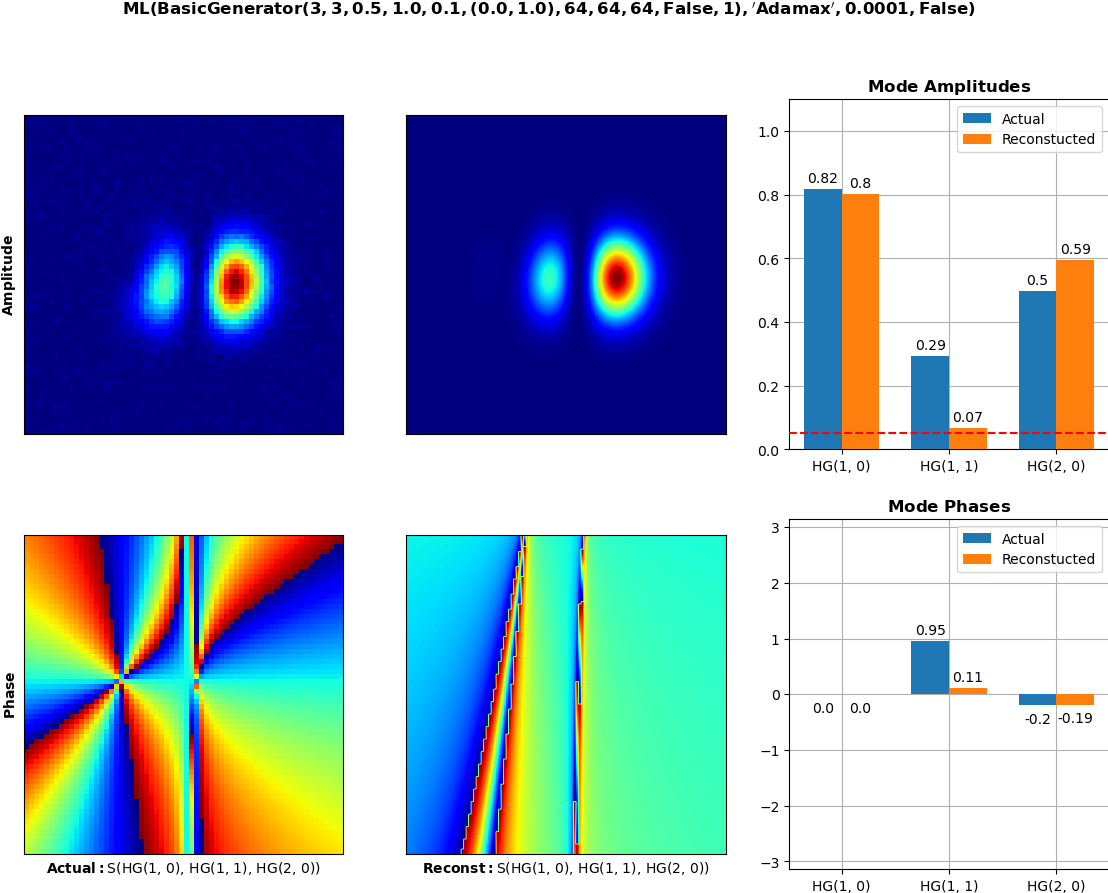 ML(BasicGenerator(3, 3, 0.5, 1.0, 0.1, (0.0, 1.0), 64, 64, 64, False, 1), ′Adamax′, 0.0001, False)
Amplitude
Mode Amplitudes
Actual
Reconstucted
1.0
0.8
0.6
0.4
0.2
0.0
0.82
0.8
0.29
0.07
0.5
0.59
HG(1, 0)
HG(1, 1)
HG(2, 0)
Phase
Actual: S(HG(1, 0), HG(1, 1), HG(2, 0))
Reconst: S(HG(1, 0), HG(1, 1), HG(2, 0))
Mode Phases
Actual
Reconstucted
3
2
1
0
−1
−2
−3
0.0
0.0
0.95
0.11
-0.2
-0.19
HG(1, 0)
HG(1, 1)
HG(2, 0)